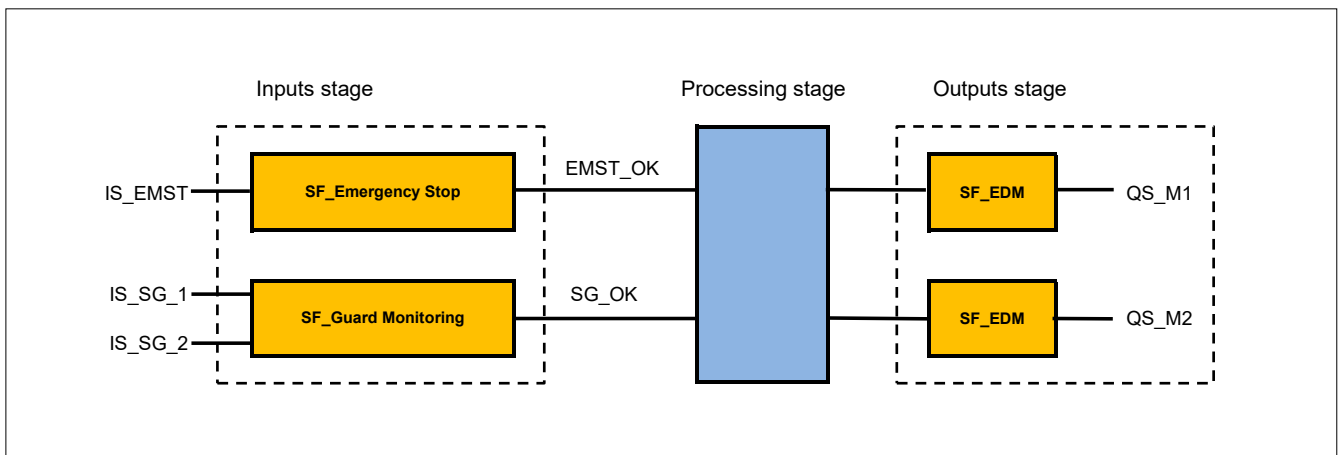 Inputs stage
Processing stage
Outputs stage
IS_EMST
SF_Emergency Stop
EMST_OK
SF_EDM
QS_M1
IS_SG_1
IS_SG_2
SF_Guard Monitoring
SG_OK
SF_EDM
QS_M2